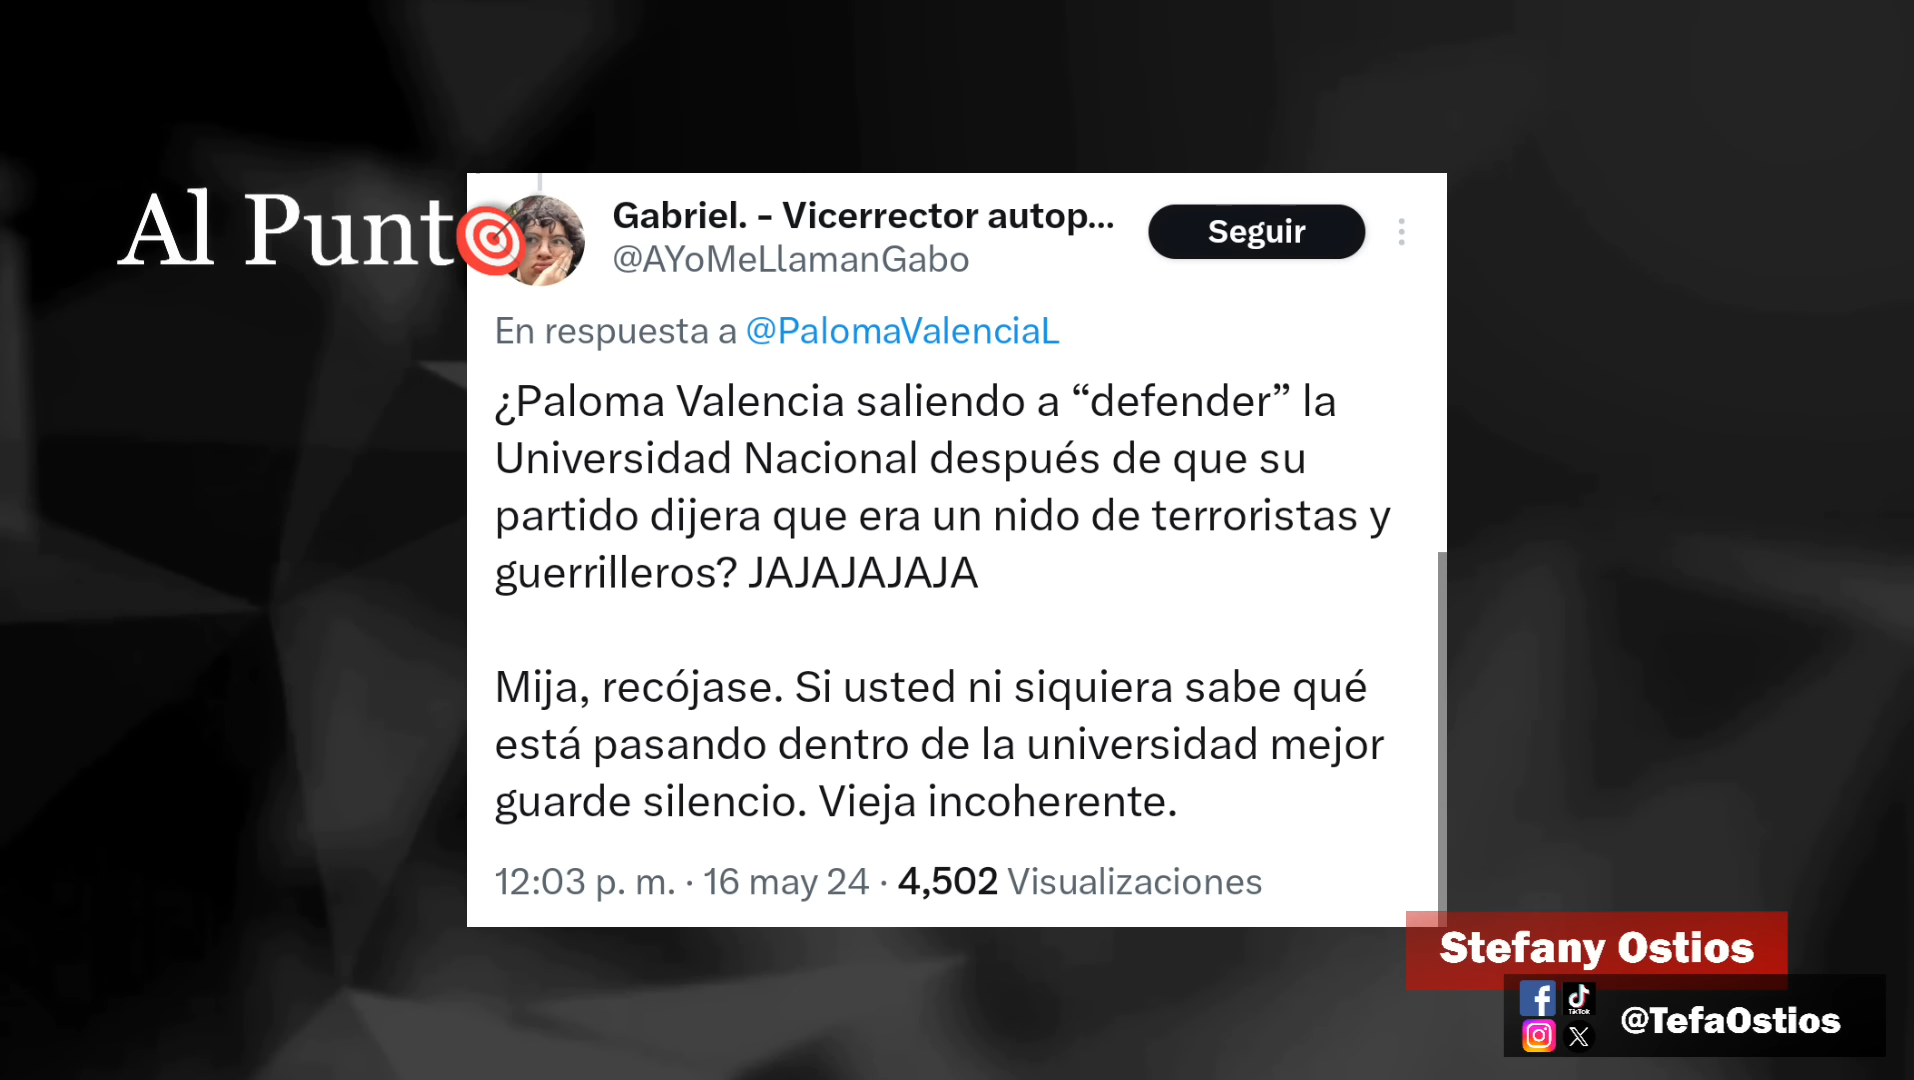 Al Punt
Gabriel. - Vicerrector autop...
Seguir
@AYoMeLlamanGabo
En respuesta a @PalomaValenciaL
¿Paloma Valencia saliendo a “defender” la
Universidad Nacional después de que su
partido dijera que era un nido de terroristas y
guerrilleros? JAJAJAJAJA
Mija, recójase. Si usted ni siquiera sabe qué
está pasando dentro de la universidad mejor
guarde silencio. Vieja incoherente.
12:03 p. m. · 16 may 24 · 4,502 Visualizaciones
Stefany Ostios
TikTok
@TefaOstios